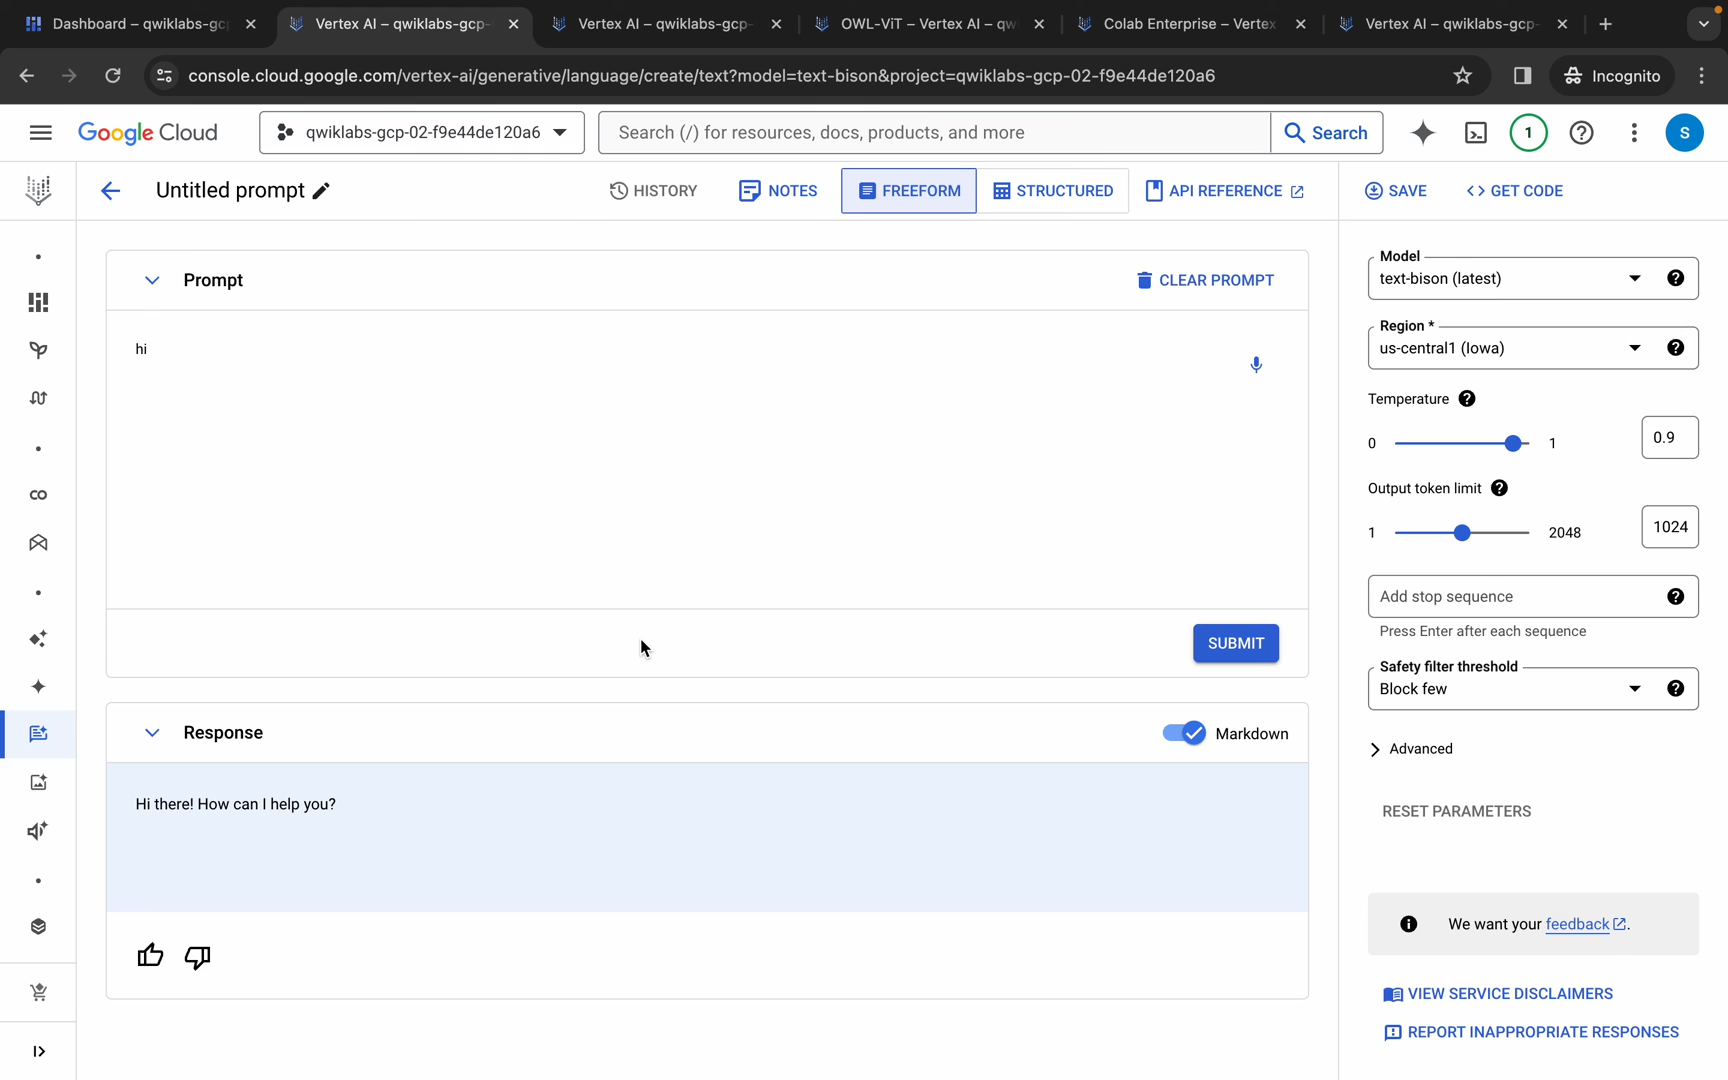 Dashboard – qwiklabs-gc
Vertex AI – qwiklabs-gcp-
Vertex AI – qwiklabs-gcp-
OWL-ViT – Vertex AI – qw
Colab Enterprise – Vertex
Vertex AI – qwiklabs-gcp-
console.cloud.google.com/vertex-ai/generative/language/create/text?model=text-bison&project=qwiklabs-gcp-02-f9e44de120a6
Incognito
Google Cloud
qwiklabs-gcp-02-f9e44de120a6
Search (/) for resources, docs, products, and more
Search
1
S
Untitled prompt
HISTORY
NOTES
FREEFORM
STRUCTURED
API REFERENCE
SAVE
GET CODE
Prompt
CLEAR PROMPT
hi
SUBMIT
Response
Markdown
Hi there! How can I help you?
Model
text-bison (latest)
Region *
us-central1 (Iowa)
Temperature
0
1
0.9
Output token limit
1
2048
1024
Add stop sequence
Press Enter after each sequence
Safety filter threshold
Block few
Advanced
RESET PARAMETERS
We want your feedback.
VIEW SERVICE DISCLAIMERS
REPORT INAPPROPRIATE RESPONSES